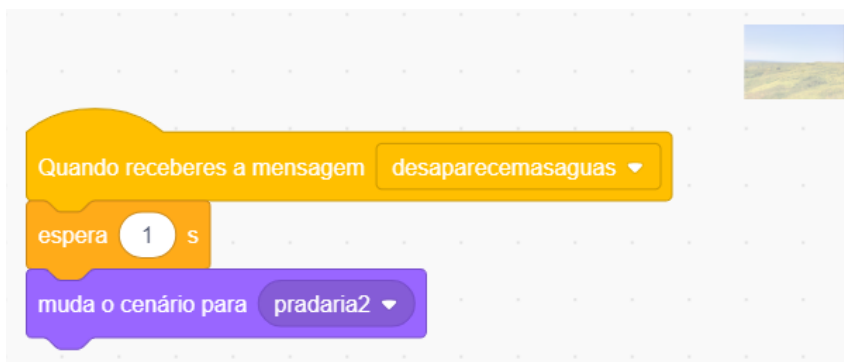 Quando receberes a mensagem desaparecemasaguas
espera 1 s
muda o cenário para pradaria2